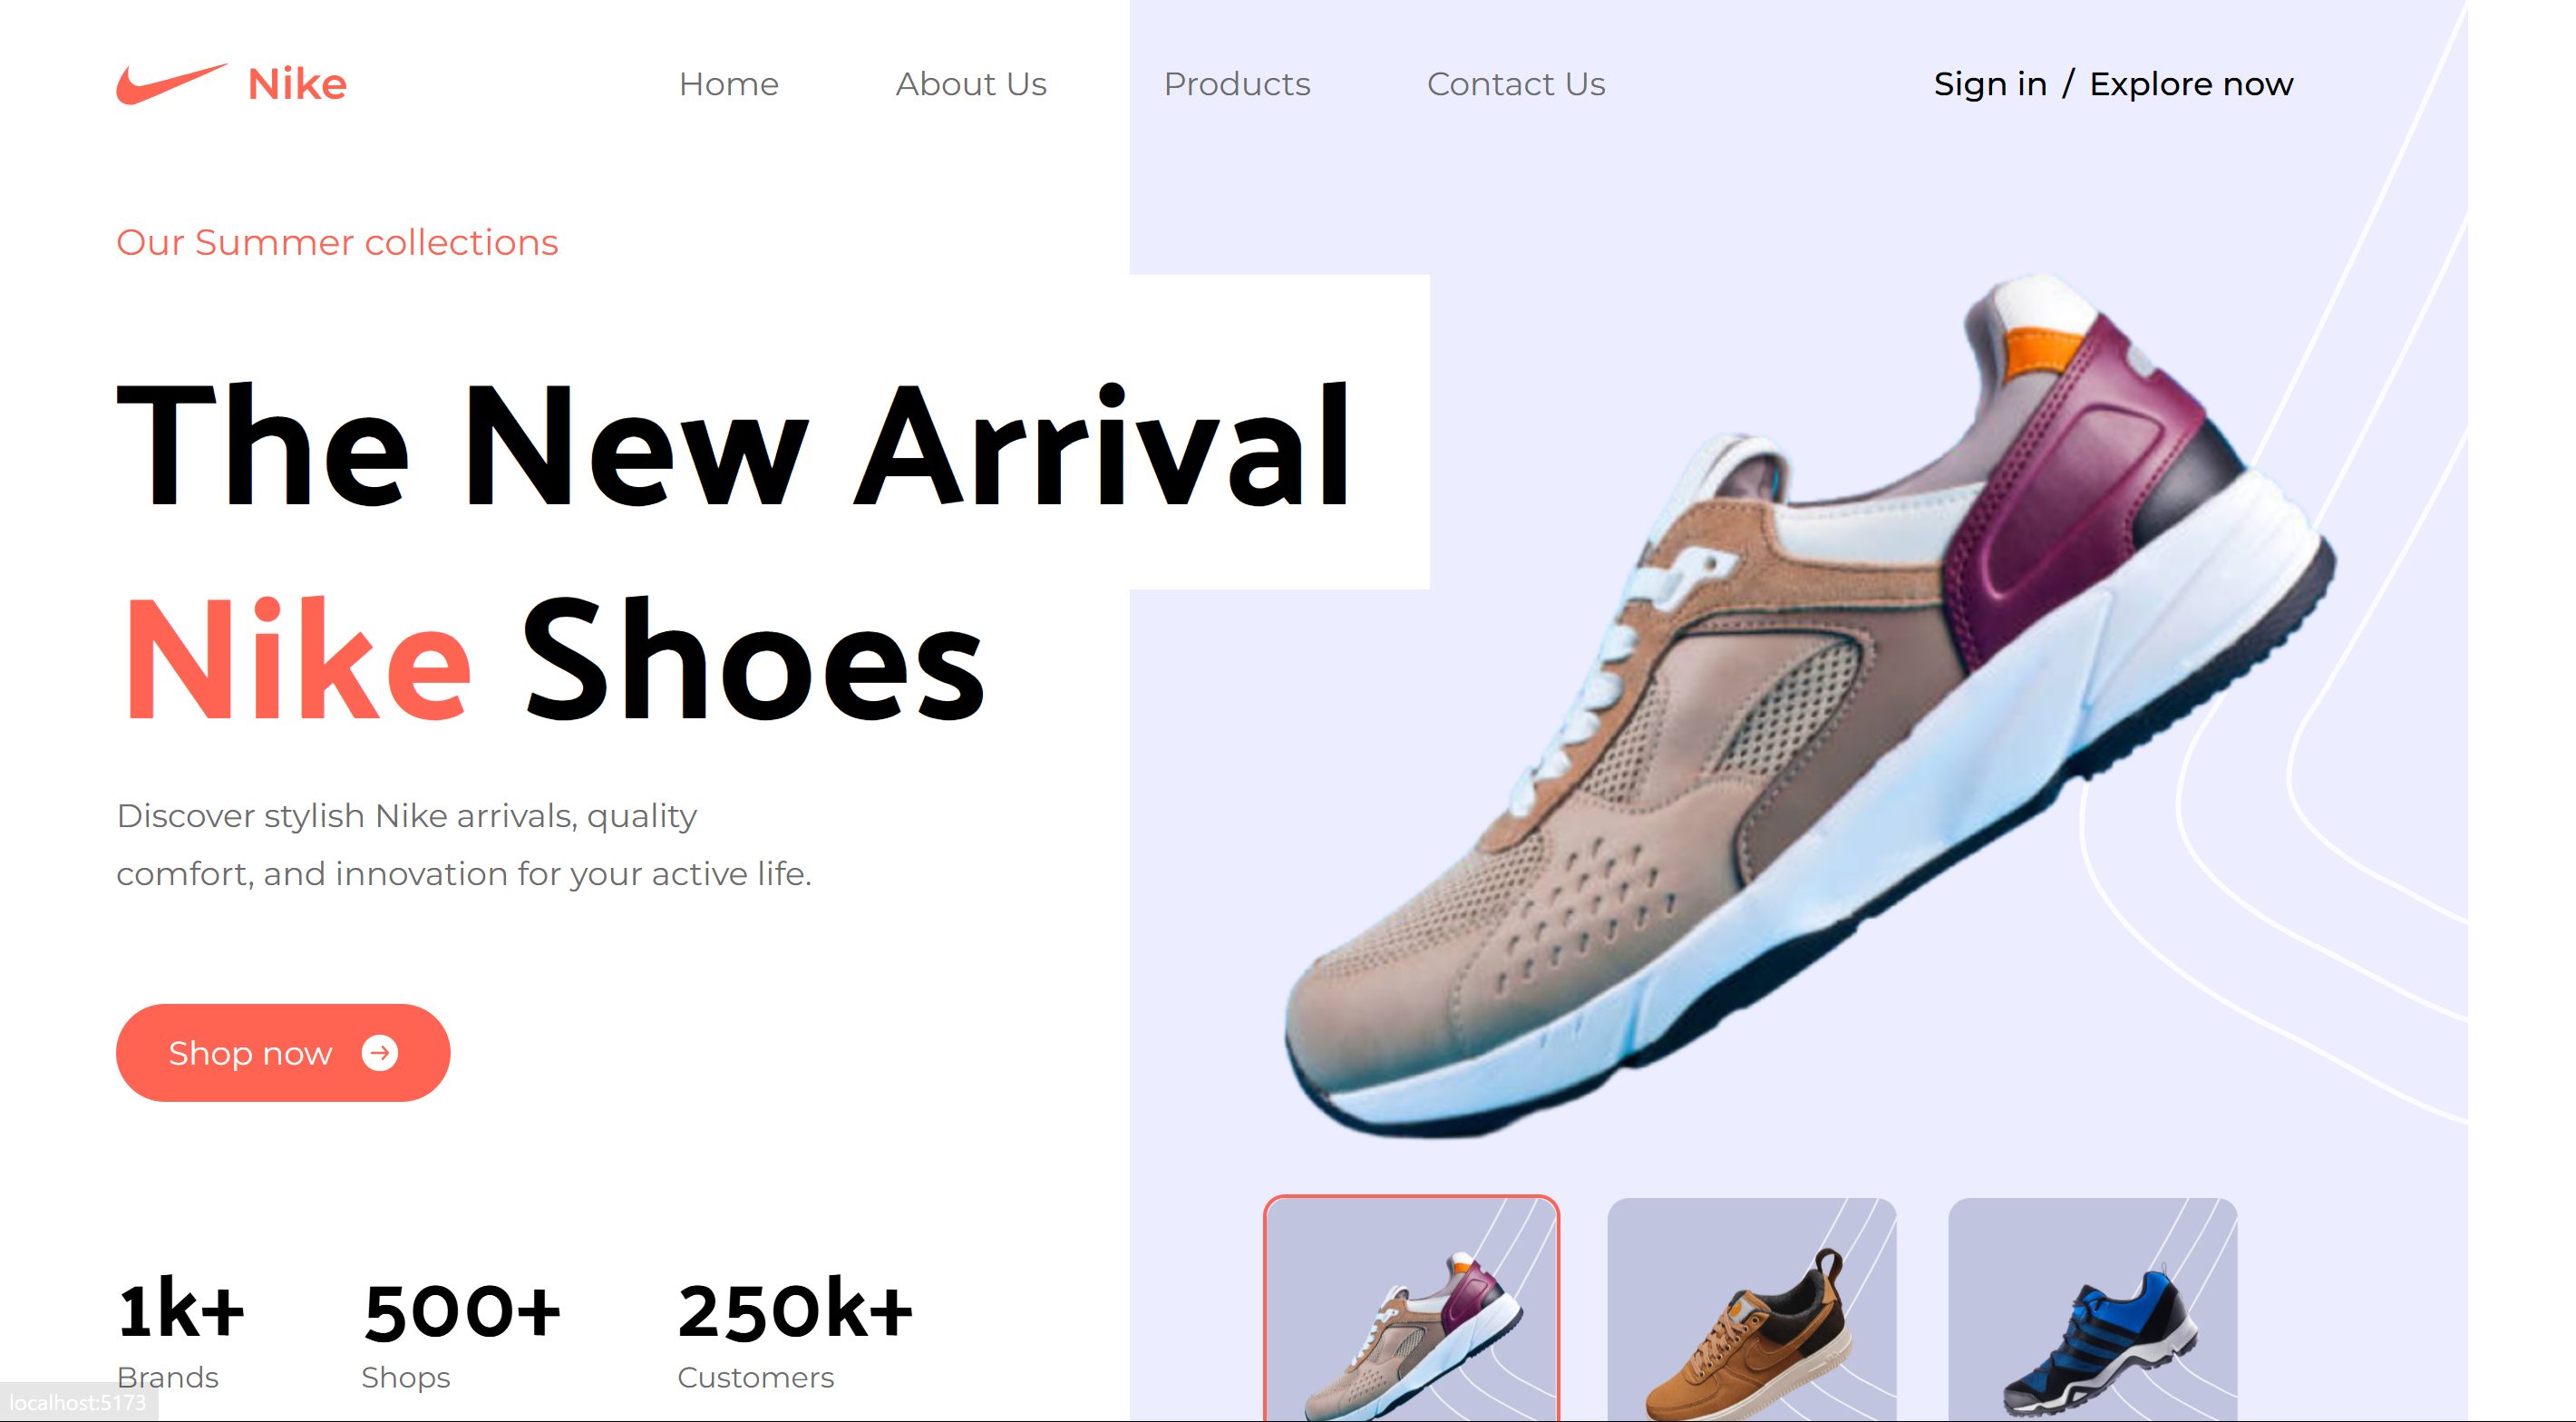 Nike
Home
About Us
Products
Contact Us
Sign in / Explore now
Our Summer collections
The New Arrival
Nike Shoes
Discover stylish Nike arrivals, quality
comfort, and innovation for your active life.
Shop now
1k+
Brands
500+
Shops
250k+
Customers
localhost:5173